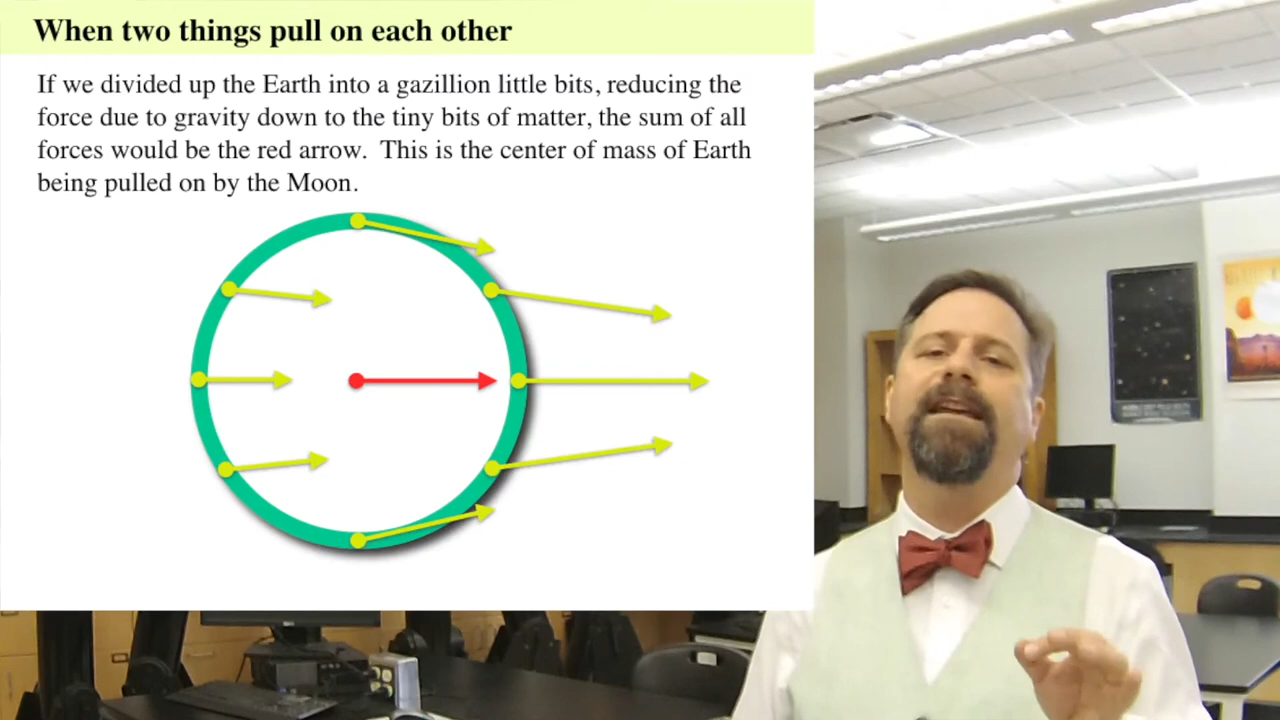 When two things pull on each other
If we divided up the Earth into a gazillion little bits, reducing the
force due to gravity down to the tiny bits of matter, the sum of all
forces would be the red arrow.  This is the center of mass of Earth
being pulled on by the Moon.